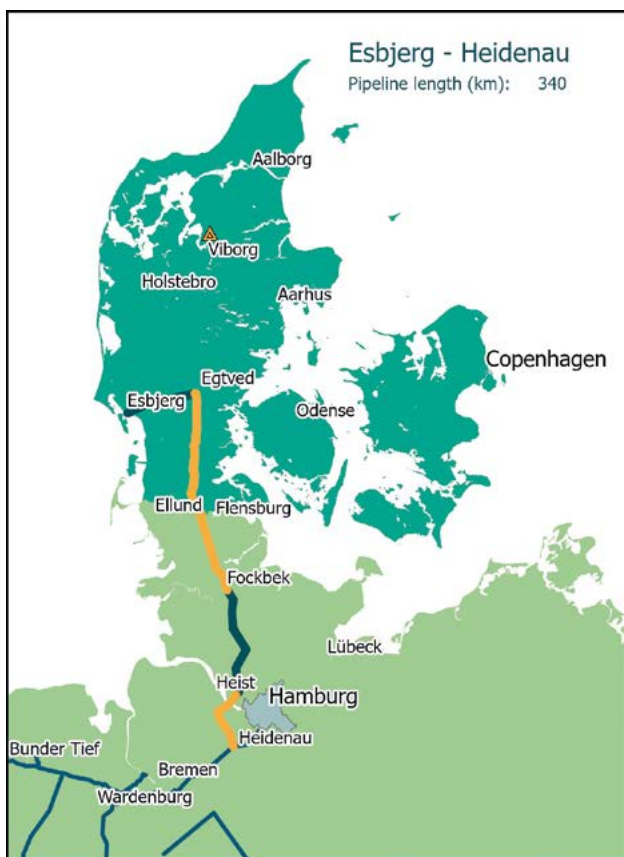 Esbjerg - Heidenau
Pipeline length (km): 340
Aalborg
Viborg
Holstebro
Aarhus
Egtved
Copenhagen
Esbjerg
Odense
Ellund
Flensburg
Fockbek
Lübeck
Heist
Hamburg
Heidenau
Bunder Tief
Bremen
Wardenburg